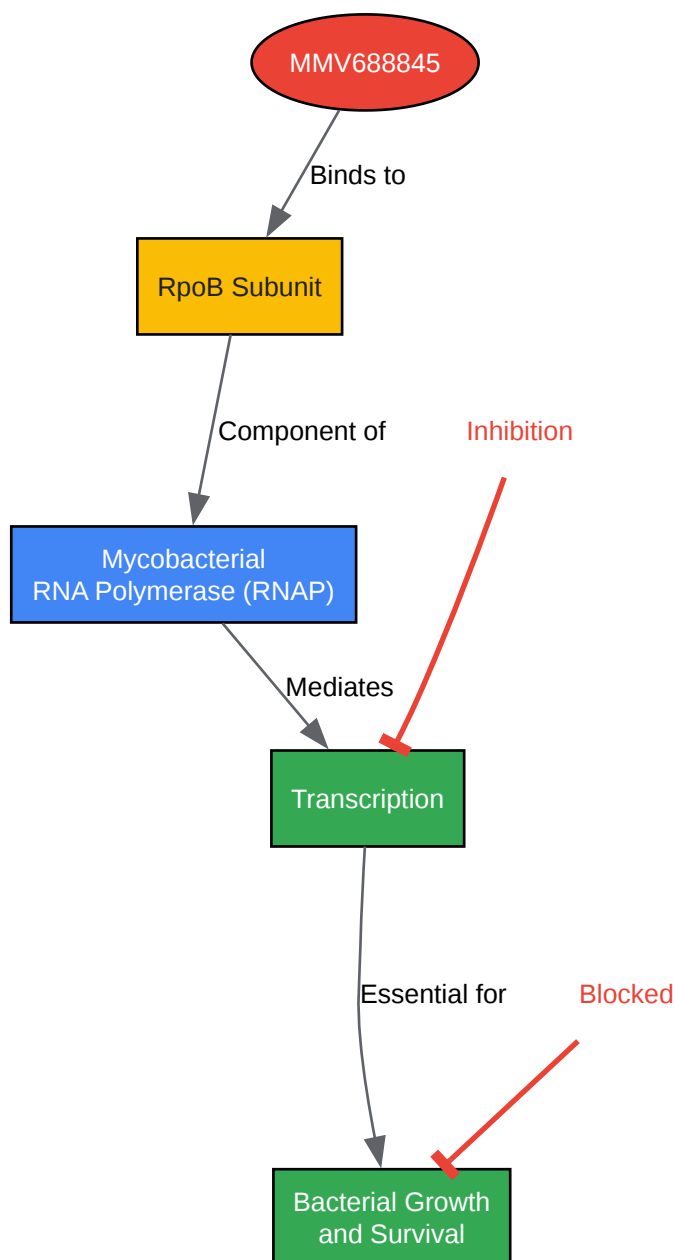 MMV688845
Binds to
RpoB Subunit
Component of
Inhibition
Mycobacterial
RNA Polymerase (RNAP)
Mediates
Transcription
Essential for
Blocked
Bacterial Growth
and Survival